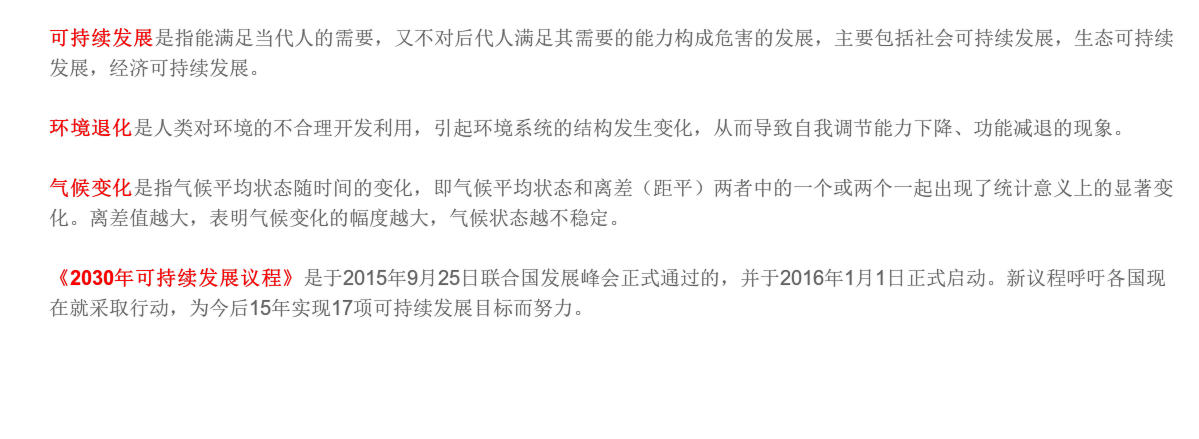 可持续发展是指能满足当代人的需要，又不对后代人满足其需要的能力构成危害的发展，主要包括社会可持续发展，生态可持续
发展，经济可持续发展。
环境退化是人类对环境的不合理开发利用，引起环境系统的结构发生变化，从而导致自我调节能力下降、功能减退的现象。
气候变化是指气候平均状态随时间的变化，即气候平均状态和离差（距平）两者中的一个或两个一起出现了统计意义上的显著变
化。离差值越大，表明气候变化的幅度越大，气候状态越不稳定。
《2030年可持续发展议程》是于2015年9月25日联合国发展峰会正式通过的，并于2016年1月1日正式启动。新议程呼吁各国现
在就采取行动，为今后15年实现17项可持续发展目标而努力。